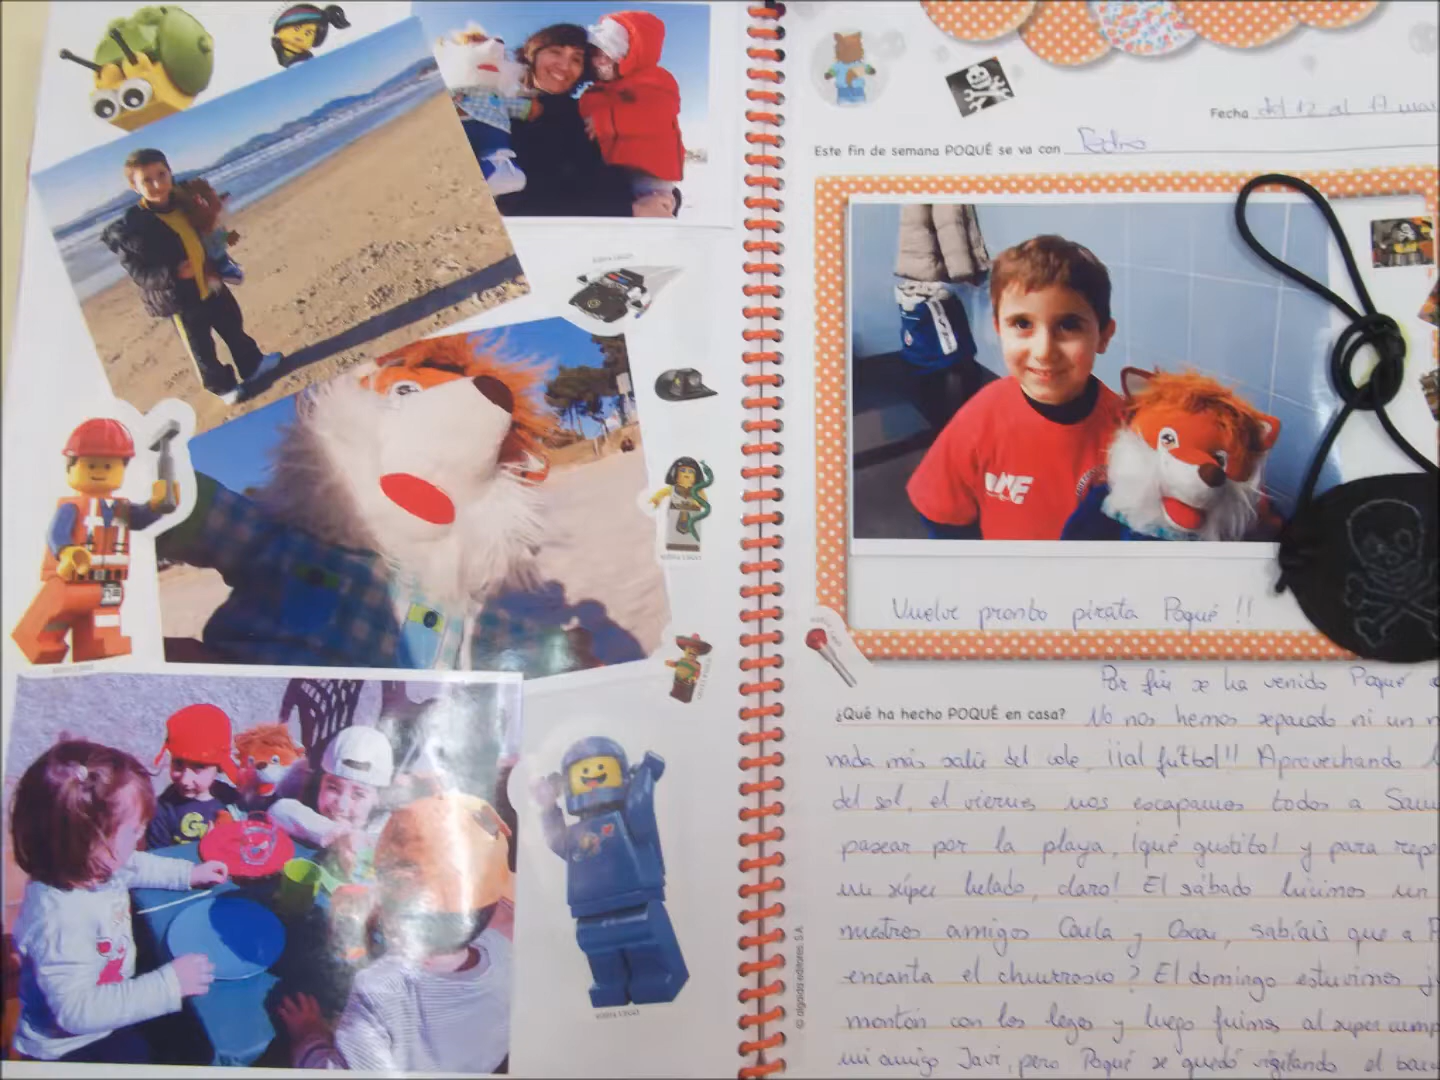 Fecha del 12 al 17
Este fin de semana POQUÉ se va con Pedro
Vuelve pronto pirata Poqué !!
Por fin se ha venido Poqué
¿Qué ha hecho POQUÉ en casa? No nos hemos separado ni un
nada más salir del cole, ¡¡al fútbol!! Aprovechando
del sol, el viernes nos escapamos todos a
pasear por la playa, ¡qué gustito! y para
un súper helado, claro! El sábado hicimos un
nuestros amigos Carla y Oscar, sabíais que a
encanta el churrasco? El domingo estuvimos
montón con los legos y luego fuimos al super
mi amigo Javi, pero Poqué se quedó vigilando el
© algaida editores S.A.